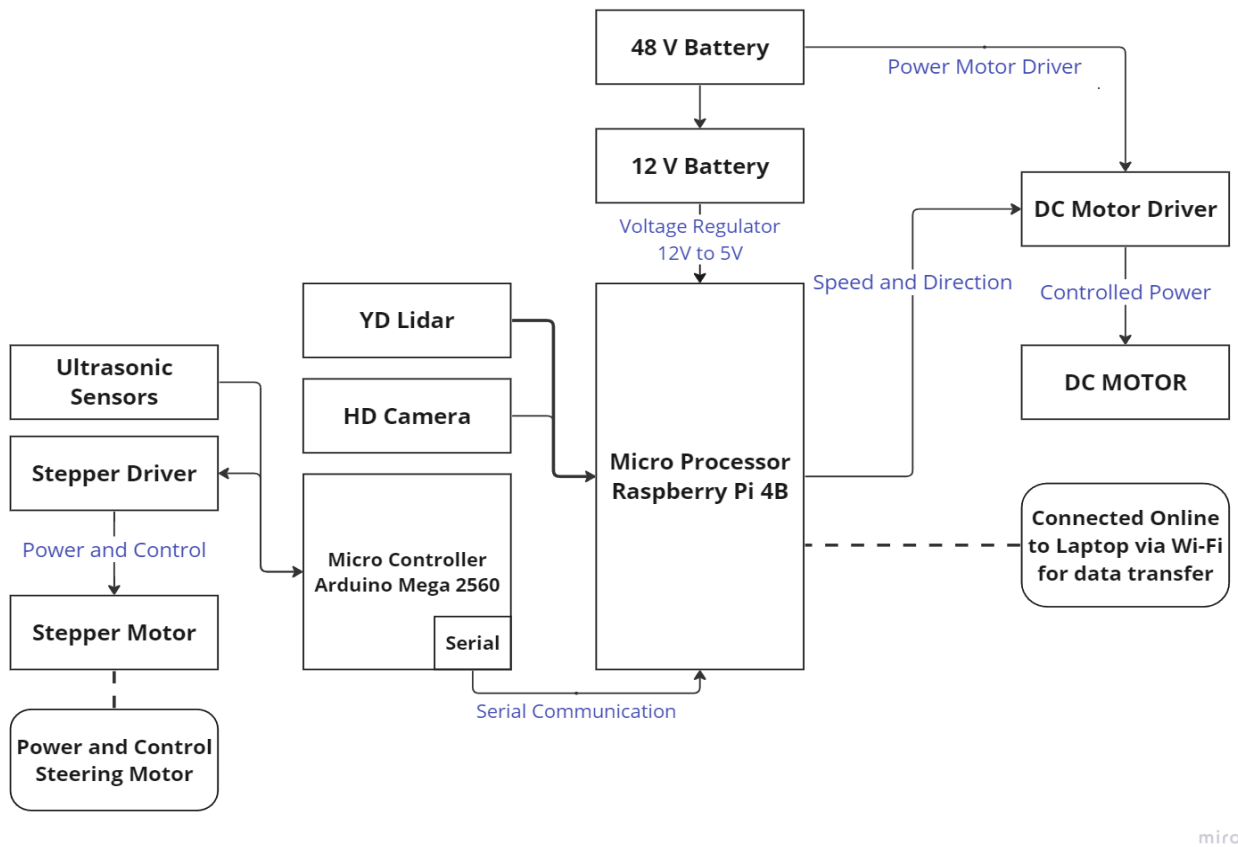 48 V Battery
Power Motor Driver
12 V Battery
DC Motor Driver
Voltage Regulator
12V to 5V
Speed and Direction
Controlled Power
YD Lidar
Ultrasonic
Sensors
DC MOTOR
HD Camera
Stepper Driver
Micro Processor
Raspberry Pi 4B
Connected Online
to Laptop via Wi-Fi
for data transfer
Power and Control
Micro Controller
Arduino Mega 2560
Stepper Motor
Serial
Serial Communication
Power and Control
Steering Motor
miro